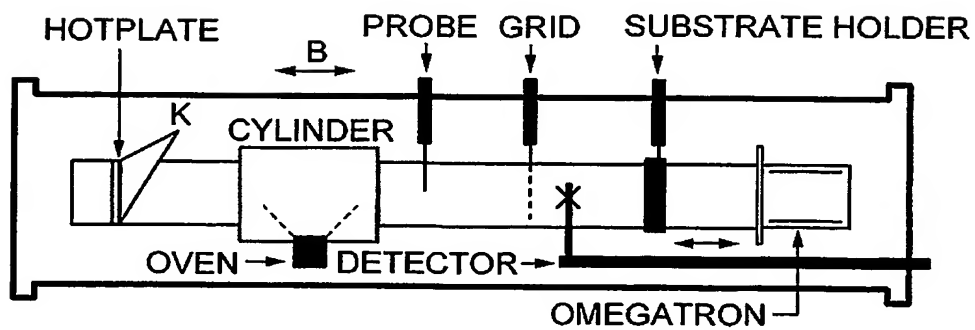 HOTPLATE
B
PROBE GRID SUBSTRATE HOLDER
K
CYLINDER
OVEN DETECTOR
OMEGATRON